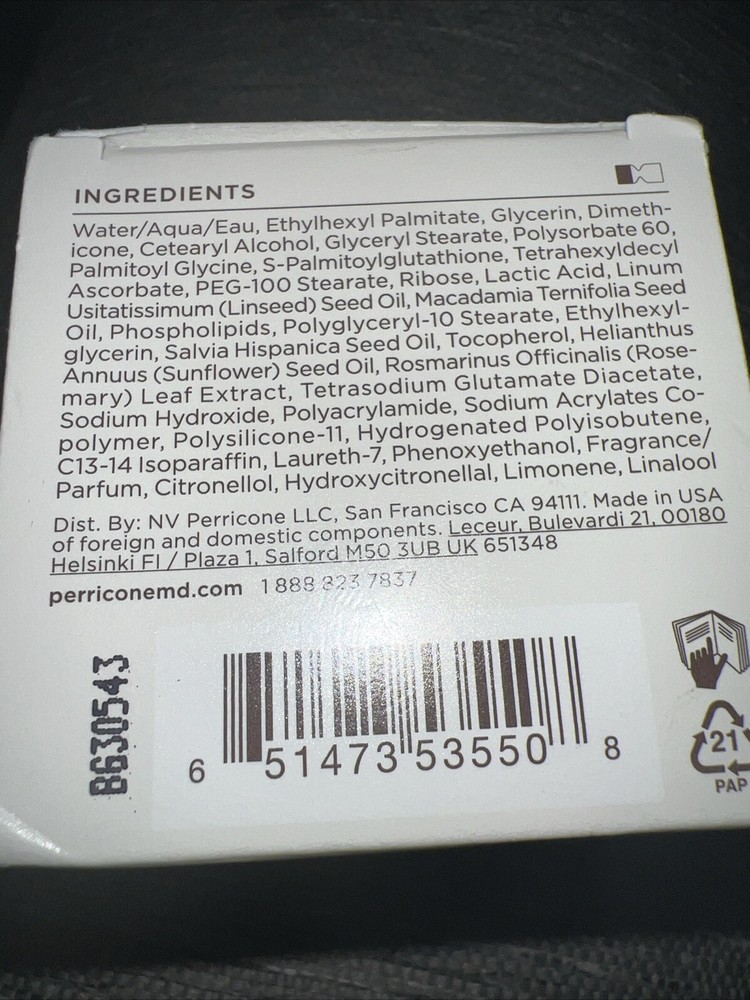 INGREDIENTS
Water/Aqua/Eau, Ethylhexyl Palmitate, Glycerin, Dimeth-
icone, Cetearyl Alcohol, Glyceryl Stearate, Polysorbate 60,
Palmitoyl Glycine, S-Palmitoylglutathione, Tetrahexyldecyl
Ascorbate, PEG-100 Stearate, Ribose, Lactic Acid, Linum
Usitatissimum (Linseed) Seed Oil, Macadamia Ternifolia Seed
Oil, Phospholipids, Polyglyceryl-10 Stearate, Ethylhexyl-
glycerin, Salvia Hispanica Seed Oil, Tocopherol, Helianthus
Annuus (Sunflower) Seed Oil, Rosmarinus Officinalis (Rose-
mary) Leaf Extract, Tetrasodium Glutamate Diacetate,
Sodium Hydroxide, Polyacrylamide, Sodium Acrylates Co-
polymer, Polysilicone-11, Hydrogenated Polyisobutene,
C13-14 Isoparaffin, Laureth-7, Phenoxyethanol, Fragrance/
Parfum, Citronellol, Hydroxycitronellal, Limonene, Linalool
Dist. By: NV Perricone LLC, San Francisco CA 94111. Made in USA
of foreign and domestic components. Leceur, Bulevardi 21, 00180
Helsinki FI / Plaza 1, Salford M50 3UB UK 651348
perriconemd.com 1 888 823 7837
B630543
6 51473 53550 8
21
PAP